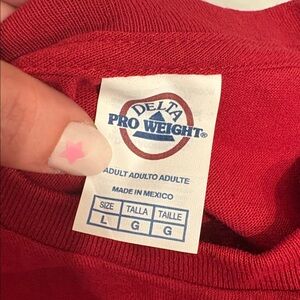 DELTA
PRO WEIGHT®
ADULT ADULTO ADULTE
MADE IN MEXICO
SIZE TALLA TAILLE
L G G